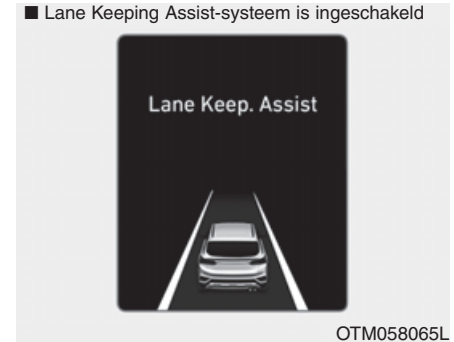 ■ Lane Keeping Assist-systeem is ingeschakeld
Lane Keep. Assist
OTM058065L